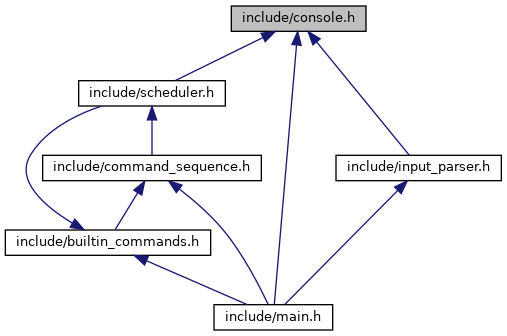 include/console.h
include/scheduler.h
include/command_sequence.h
include/input_parser.h
include/builtin_commands.h
include/main.h